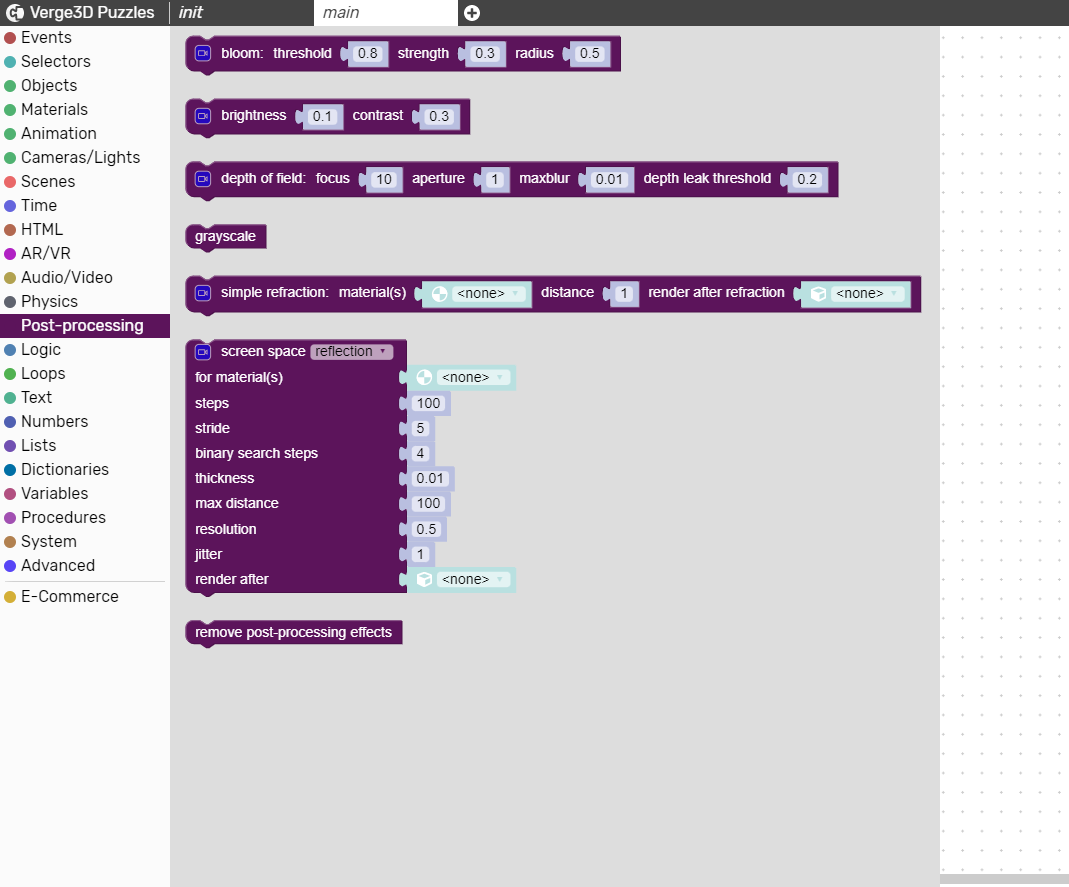 Verge3D Puzzles init main
Events
Selectors
Objects
Materials
Animation
Cameras/Lights
Scenes
Time
HTML
AR/VR
Audio/Video
Physics
Post-processing
Logic
Loops
Text
Numbers
Lists
Dictionaries
Variables
Procedures
System
Advanced
E-Commerce
bloom: threshold 0.8 strength 0.3 radius 0.5
brightness 0.1 contrast 0.3
depth of field: focus 10 aperture 1 maxblur 0.01 depth leak threshold 0.2
grayscale
simple refraction: material(s) <none> distance 1 render after refraction <none>
screen space reflection
for material(s) <none>
steps 100
stride 5
binary search steps 4
thickness 0.01
max distance 100
resolution 0.5
jitter 1
render after <none>
remove post-processing effects